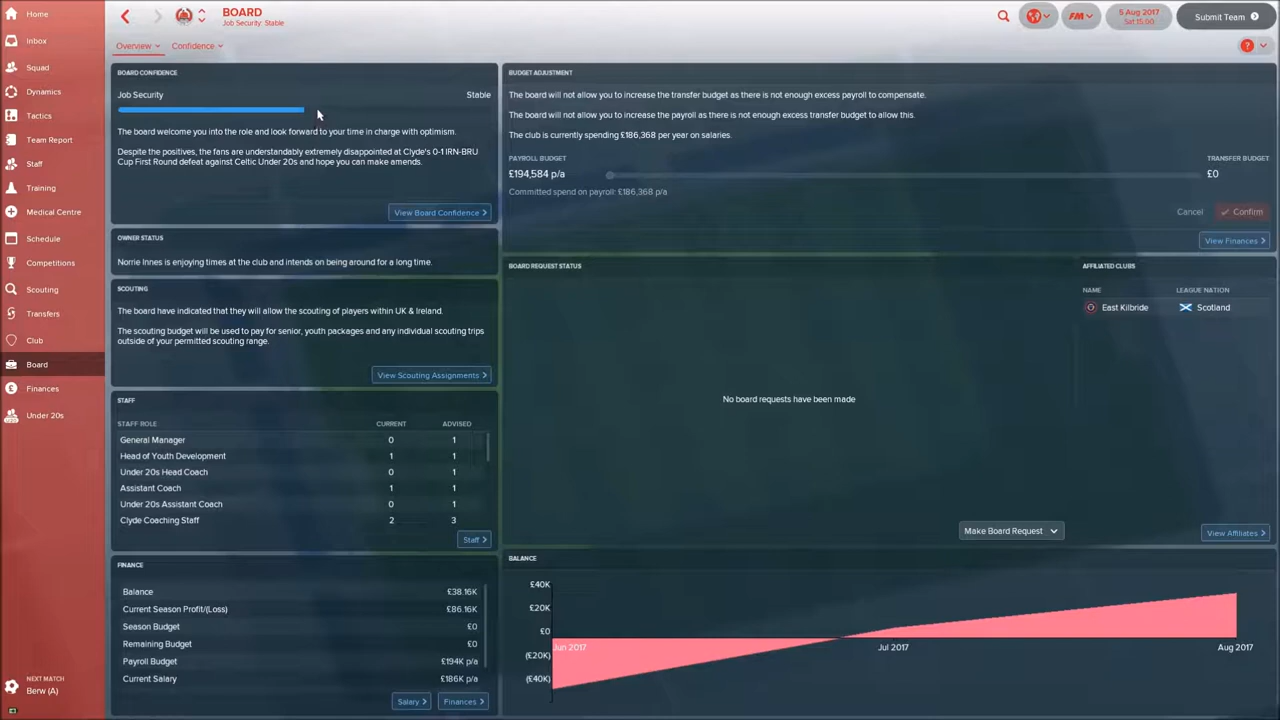 Home
Inbox
Squad
Dynamics
Tactics
Team Report
Staff
Training
Medical Centre
Schedule
Competitions
Scouting
Transfers
Club
Board
Finances
Under 20s
NEXT MATCH
Berw (A)
BOARD
Job Security: Stable
FM
5 Aug 2017
Sat 15:00
Submit Team
Overview
Confidence
?
BOARD CONFIDENCE
Job Security Stable
The board welcome you into the role and look forward to your time in charge with optimism.
Despite the positives, the fans are understandably extremely disappointed at Clyde's 0-1 IRN-BRU
Cup First Round defeat against Celtic Under 20s and hope you can make amends.
View Board Confidence >
OWNER STATUS
Norrie Innes is enjoying times at the club and intends on being around for a long time.
SCOUTING
The board have indicated that they will allow the scouting of players within UK & Ireland.
The scouting budget will be used to pay for senior, youth packages and any individual scouting trips
outside of your permitted scouting range.
View Scouting Assignments >
STAFF
STAFF ROLE CURRENT ADVISED
General Manager 0 1
Head of Youth Development 1 1
Under 20s Head Coach 0 1
Assistant Coach 1 1
Under 20s Assistant Coach 0 1
Clyde Coaching Staff 2 3
Staff >
FINANCE
Balance £38.16K
Current Season Profit/(Loss) £86.16K
Season Budget £0
Remaining Budget £0
Payroll Budget £194K p/a
Current Salary £186K p/a
Salary > Finances >
BUDGET ADJUSTMENT
The board will not allow you to increase the transfer budget as there is not enough excess payroll to compensate.
The board will not allow you to increase the payroll as there is not enough excess transfer budget to allow this.
The club is currently spending £186,368 per year on salaries.
PAYROLL BUDGET TRANSFER BUDGET
£194,584 p/a £0
Committed spend on payroll: £186,368 p/a
Cancel Confirm
View Finances >
BOARD REQUEST STATUS
No board requests have been made
Make Board Request
AFFILIATED CLUBS
NAME LEAGUE NATION
East Kilbride Scotland
View Affiliates >
BALANCE
£40K
£20K
£0
(£20K)
(£40K)
Jun 2017 Jul 2017 Aug 2017